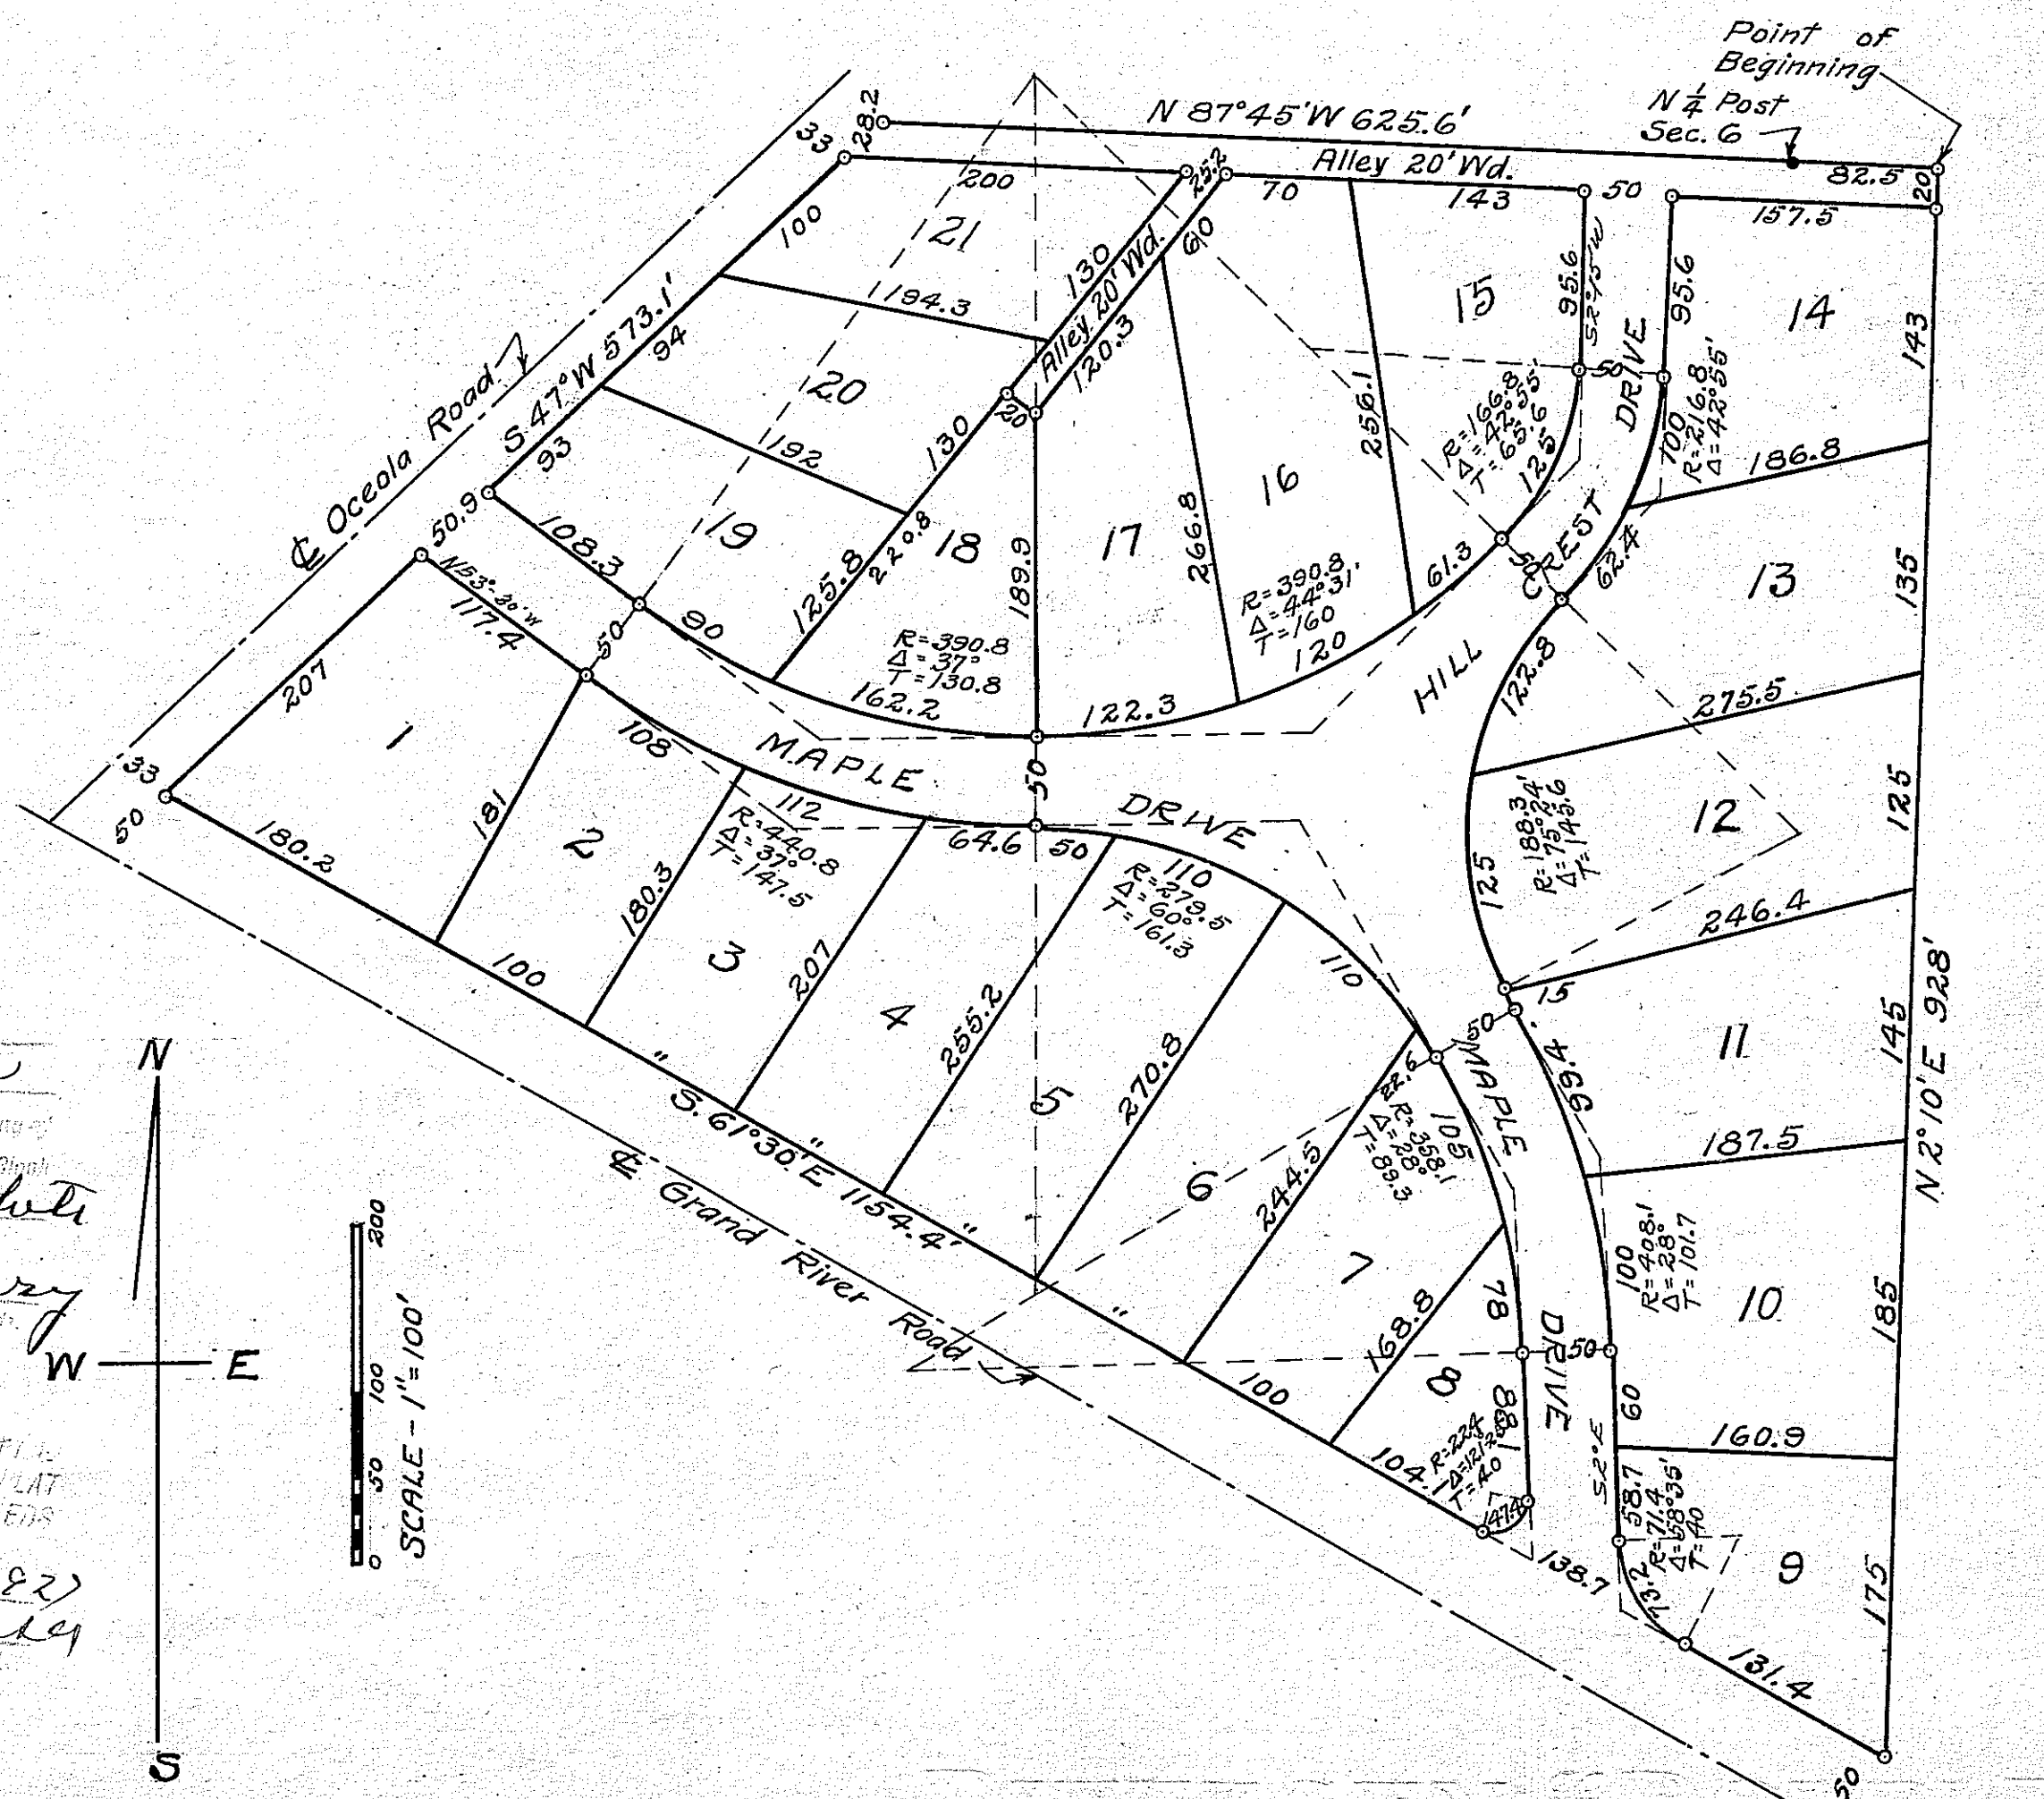 Point of
Beginning
N 1/4 Post
Sec. 6
N 87°45'W 625.6'
Alley 20' Wd.
82.5
20
33
28.2
200
25.2
70
143
50
157.5
100
21
130
Alley 20' Wd.
60
120.3
15
95.6
S2°45'W
95.6
14
143
S 47° W 573.1'
194.3
94
20
192
93
130
20
℄ Oceola Road
50.9
108.3
19
125.8
220.8
18
189.9
17
266.8
16
256.1
R=166.8
Δ=42°55'
T=65.6
125
50
HILL CREST DRIVE
100
R=216.8
Δ=42°55'
186.8
61.3
50
62.4
13
135
N53°-30'W
117.4
50
90
R=390.8
Δ=37°
T=130.8
162.2
122.3
R=390.8
Δ=44°31'
T=160
120
122.8
275.5
207
1
33
50
180.2
181
108
2
MAPLE DRIVE
112
R=440.8
Δ=37°
T=147.5
64.6
50
50
180.3
100
3
207
4
255.2
110
R=279.5
Δ=60°
T=161.3
5
270.8
110
125
R=188.3
Δ=75°24'
T=145.6
12
125
246.4
15
50
11
145
N 2°10' E 928'
99.4
187.5
"
S. 61°30' E 1154.4'
"
"
"
℄ Grand River Road
6
22.6
244.5
105
R=358.1
Δ=28°
T=89.3
MAPLE DRIVE
7
168.8
78
50
100
R=408.1
Δ=28°
T=101.7
10
185
60
160.9
100
8
88.1
104.1
T=40
47.4
S2°E
58.7
R=71.4
Δ=58°35'
T=40
138.7
73.2
9
175
131.4
50
N
W
E
S
200
100
50
0
SCALE - 1"=100'